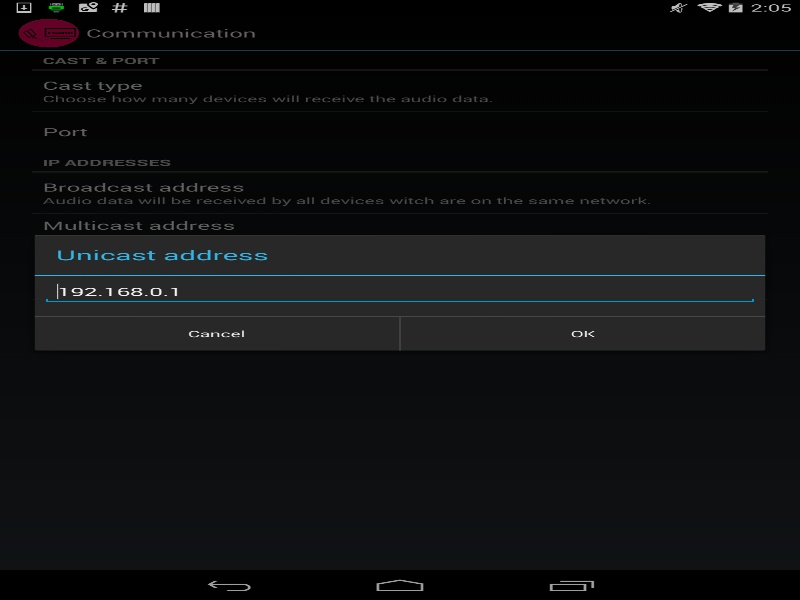 2:05
Communication
CAST & PORT
Cast type
Choose how many devices will receive the audio data.
Port
IP ADDRESSES
Broadcast address
Audio data will be received by all devices witch are on the same network.
Multicast address
Unicast address
192.168.0.1
Cancel
OK